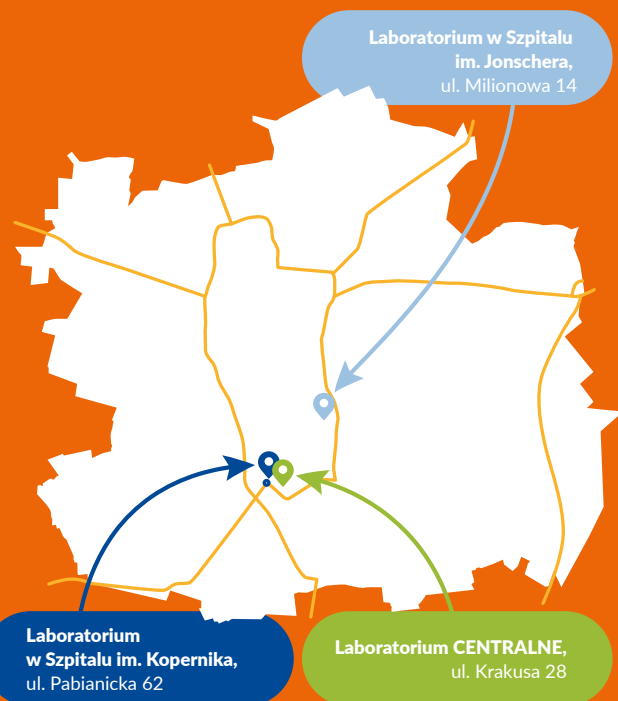 Laboratorium w Szpitalu
im. Jonschera,
ul. Milionowa 14
Laboratorium
w Szpitalu im. Kopernika,
ul. Pabianicka 62
Laboratorium CENTRALNE,
ul. Krakusa 28